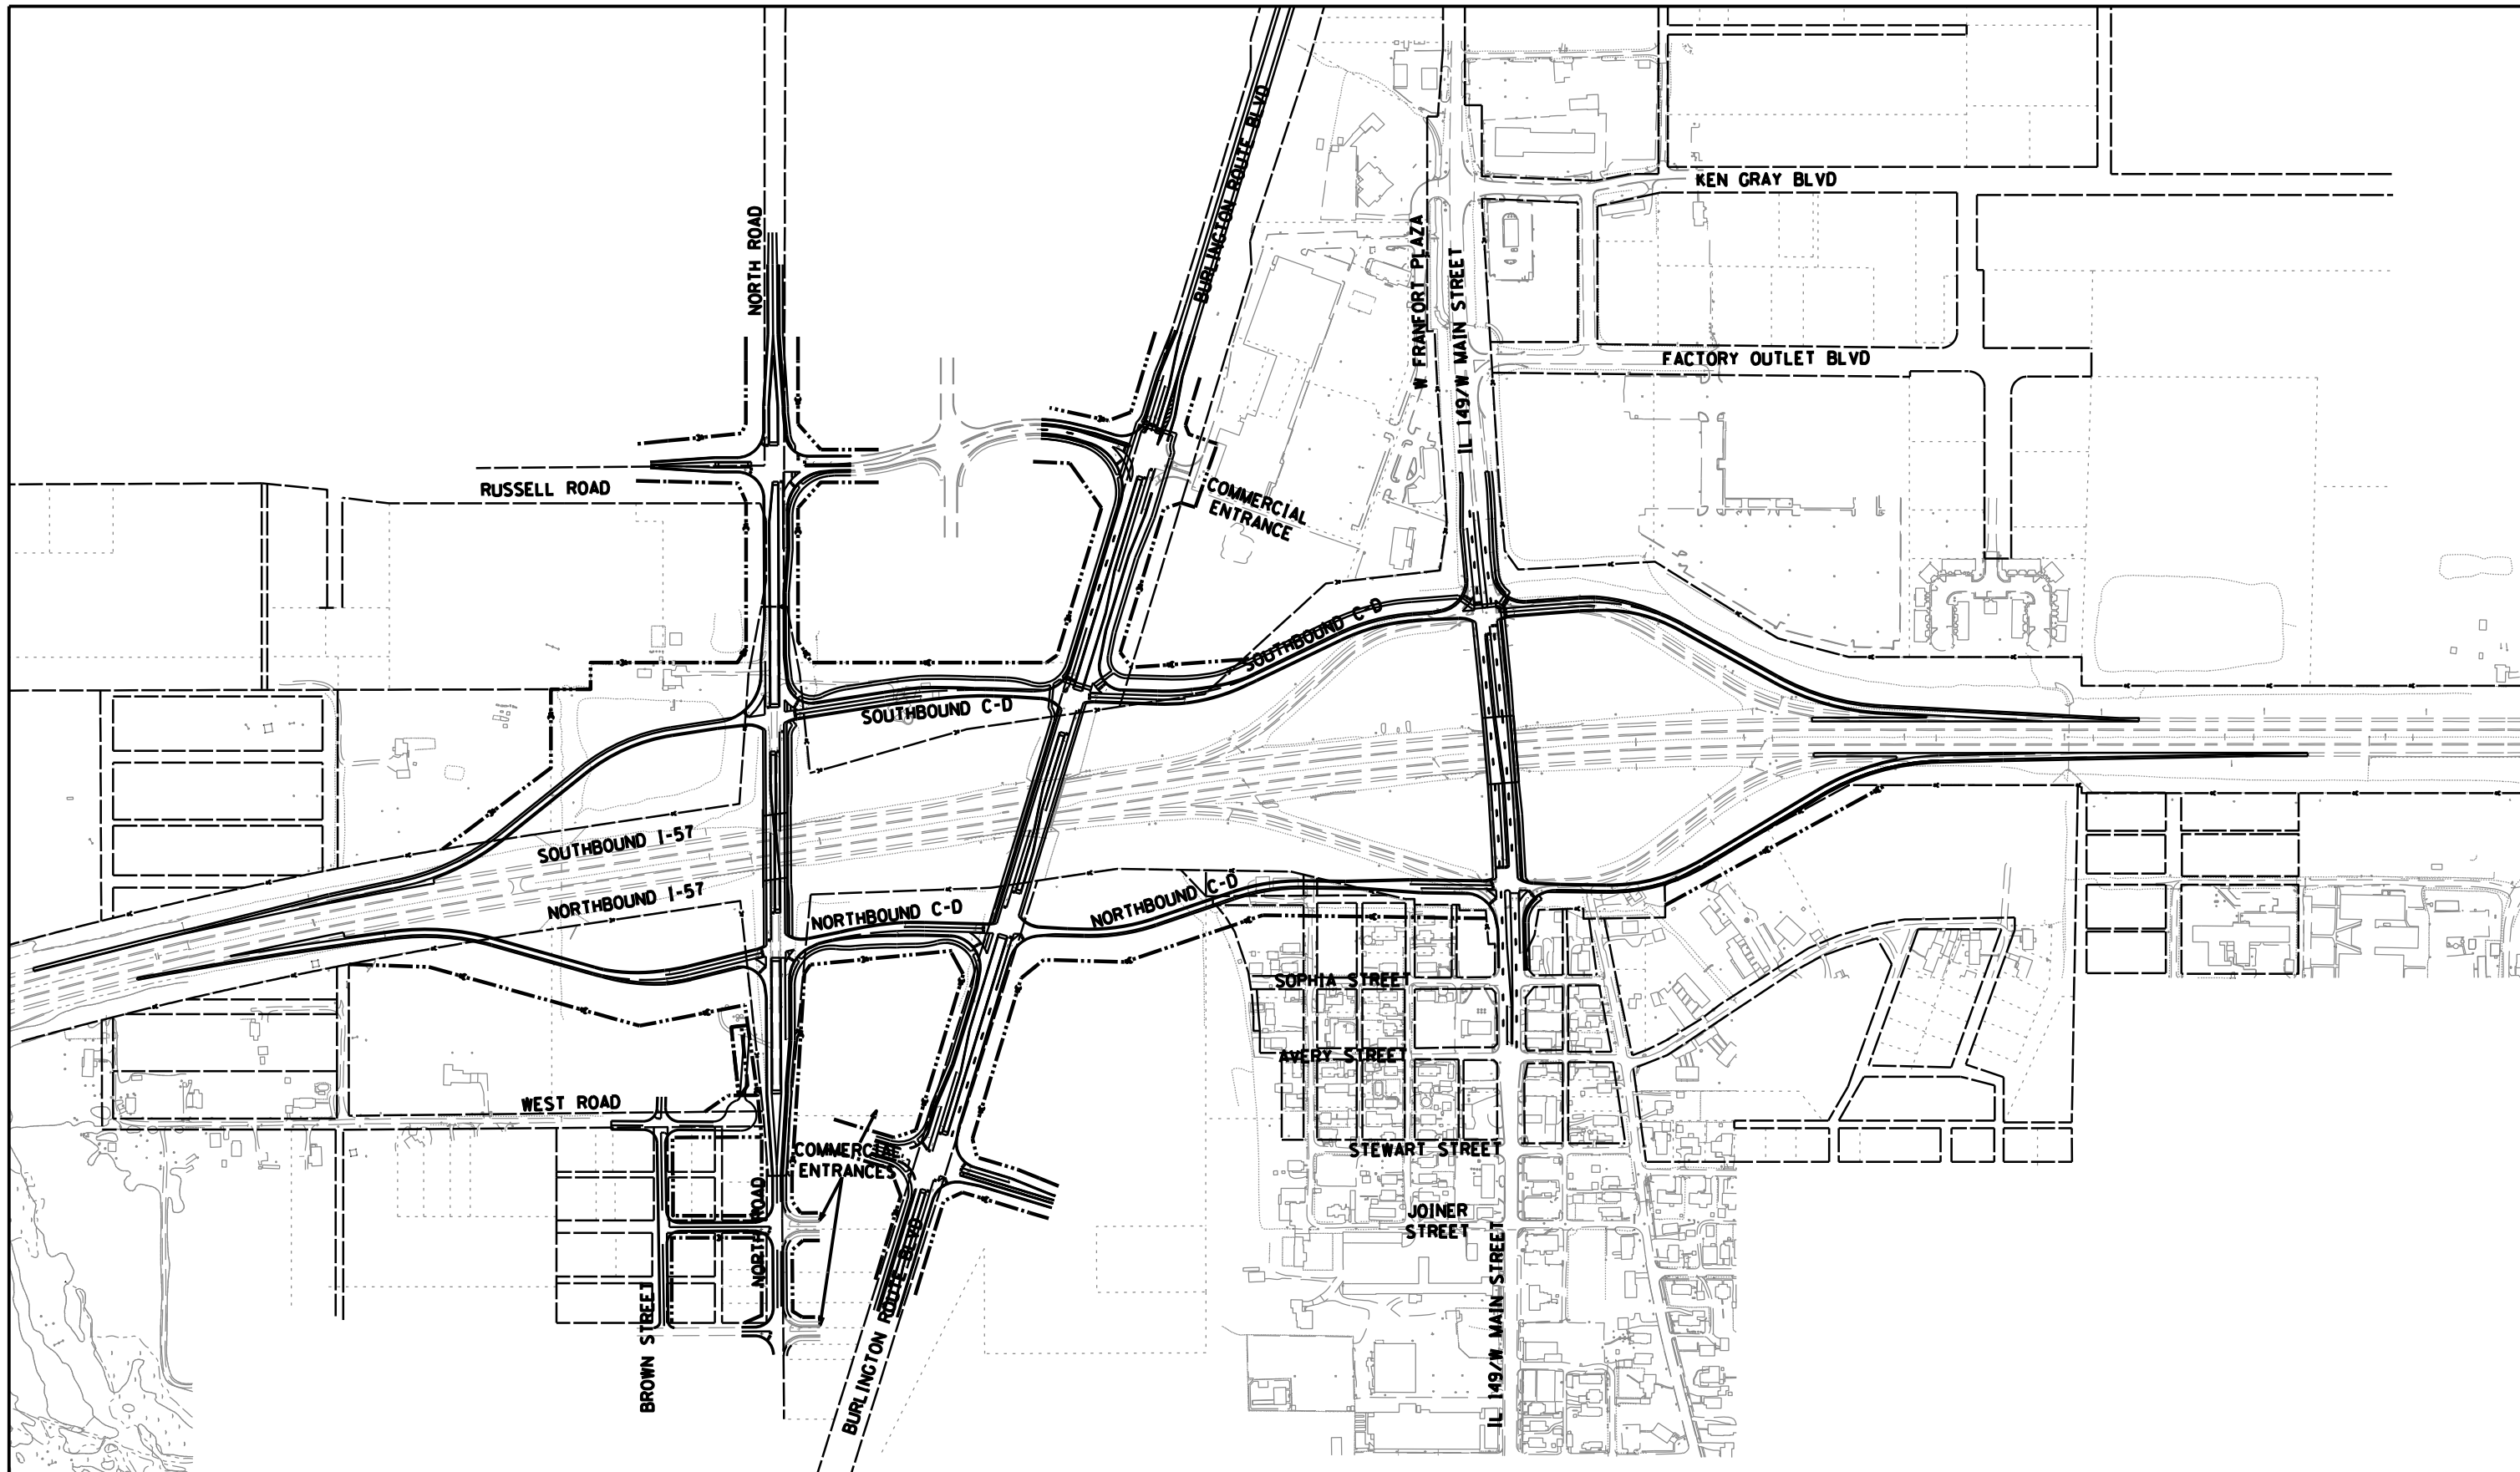 BURLINGTON ROUTE BLVD
KEN GRAY BLVD
NORTH ROAD
W FRANFORT PLAZA
IL 149/W MAIN STREET
FACTORY OUTLET BLVD
RUSSELL ROAD
COMMERCIAL
ENTRANCE
SOUTHBOUND C-D
SOUTHBOUND C-D
SOUTHBOUND I-57
NORTHBOUND I-57
NORTHBOUND C-D
NORTHBOUND C-D
SOPHIA STREET
AVERY STREET
WEST ROAD
COMMERCIAL
ENTRANCES
STEWART STREET
NORTH ROAD
JOINER
STREET
BURLINGTON ROUTE BLVD
BROWN STREET
IL 149/W MAIN STREET